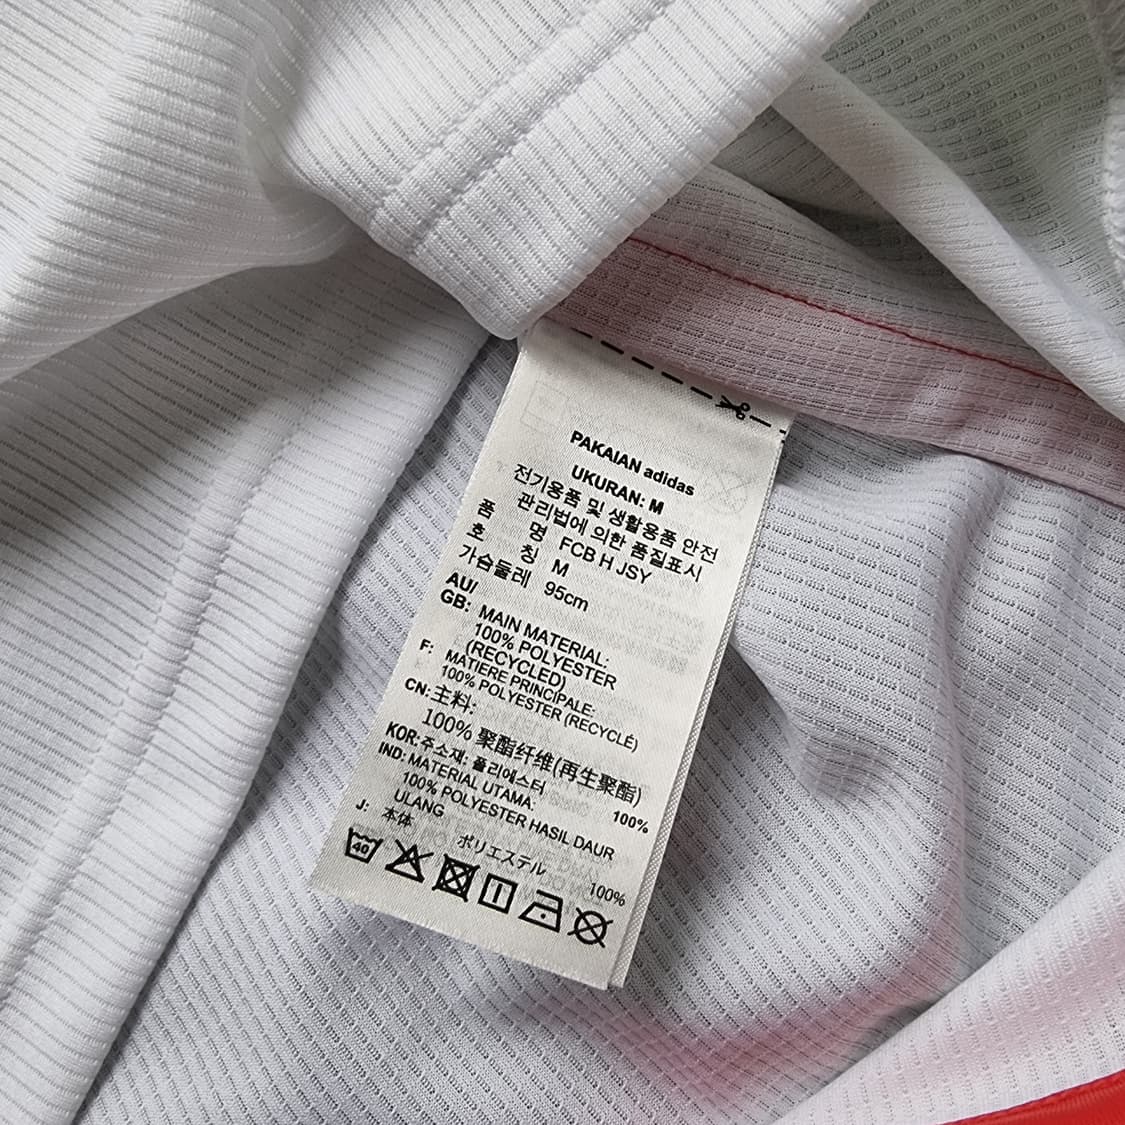 PAKAIAN adidas
UKURAN: M
전기용품 및 생활용품 안전
관리법에 의한 품질표시
품 명 FCB H JSY
호 칭 M
가슴둘레 95cm
AU/
GB: MAIN MATERIAL:
100% POLYESTER
(RECYCLED)
F: MATIERE PRINCIPALE:
100% POLYESTER (RECYCLÉ)
CN: 主料:
100% 聚酯纤维(再生聚酯)
KOR: 주소재: 폴리에스터 100%
IND: MATERIAL UTAMA:
100% POLYESTER HASIL DAUR
ULANG
J: 本体 ポリエステル 100%
40